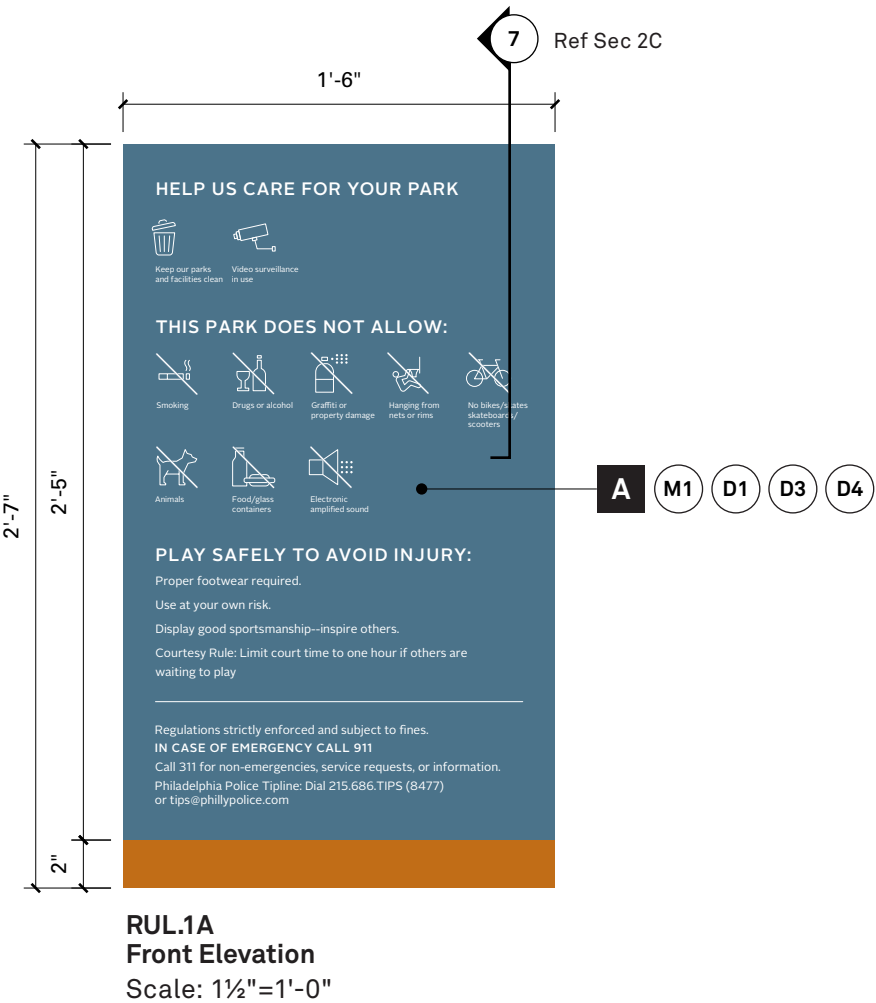 7
Ref Sec 2C
1'-6"
2'-7"
2'-5"
2"
HELP US CARE FOR YOUR PARK
Keep our parks
and facilities clean
Video surveillance
in use
THIS PARK DOES NOT ALLOW:
Smoking
Drugs or alcohol
Graffiti or
property damage
Hanging from
nets or rims
No bikes/skates
skateboards/
scooters
Animals
Food/glass
containers
Electronic
amplified sound
A M1 D1 D3 D4
PLAY SAFELY TO AVOID INJURY:
Proper footwear required.
Use at your own risk.
Display good sportsmanship--inspire others.
Courtesy Rule: Limit court time to one hour if others are
waiting to play
Regulations strictly enforced and subject to fines.
IN CASE OF EMERGENCY CALL 911
Call 311 for non-emergencies, service requests, or information.
Philadelphia Police Tipline: Dial 215.686.TIPS (8477)
or tips@phillypolice.com
RUL.1A
Front Elevation
Scale: 1½"=1'-0"